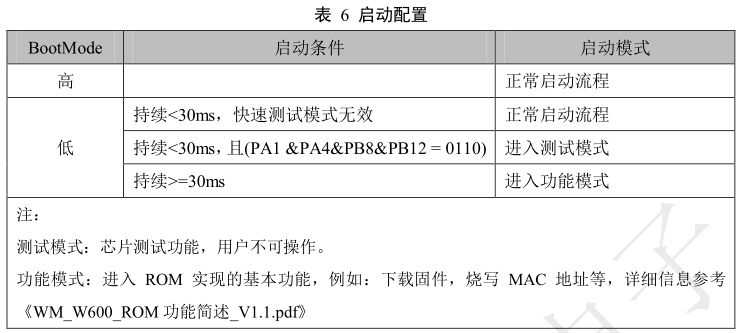 表 6 启动配置
BootMode 启动条件 启动模式
高 正常启动流程
低 持续<30ms，快速测试模式无效 正常启动流程
持续<30ms，且(PA1 &PA4&PB8&PB12 = 0110) 进入测试模式
持续>=30ms 进入功能模式
注：
测试模式：芯片测试功能，用户不可操作。
功能模式：进入 ROM 实现的基本功能，例如：下载固件，烧写 MAC 地址等，详细信息参考
《WM_W600_ROM 功能简述_V1.1.pdf》